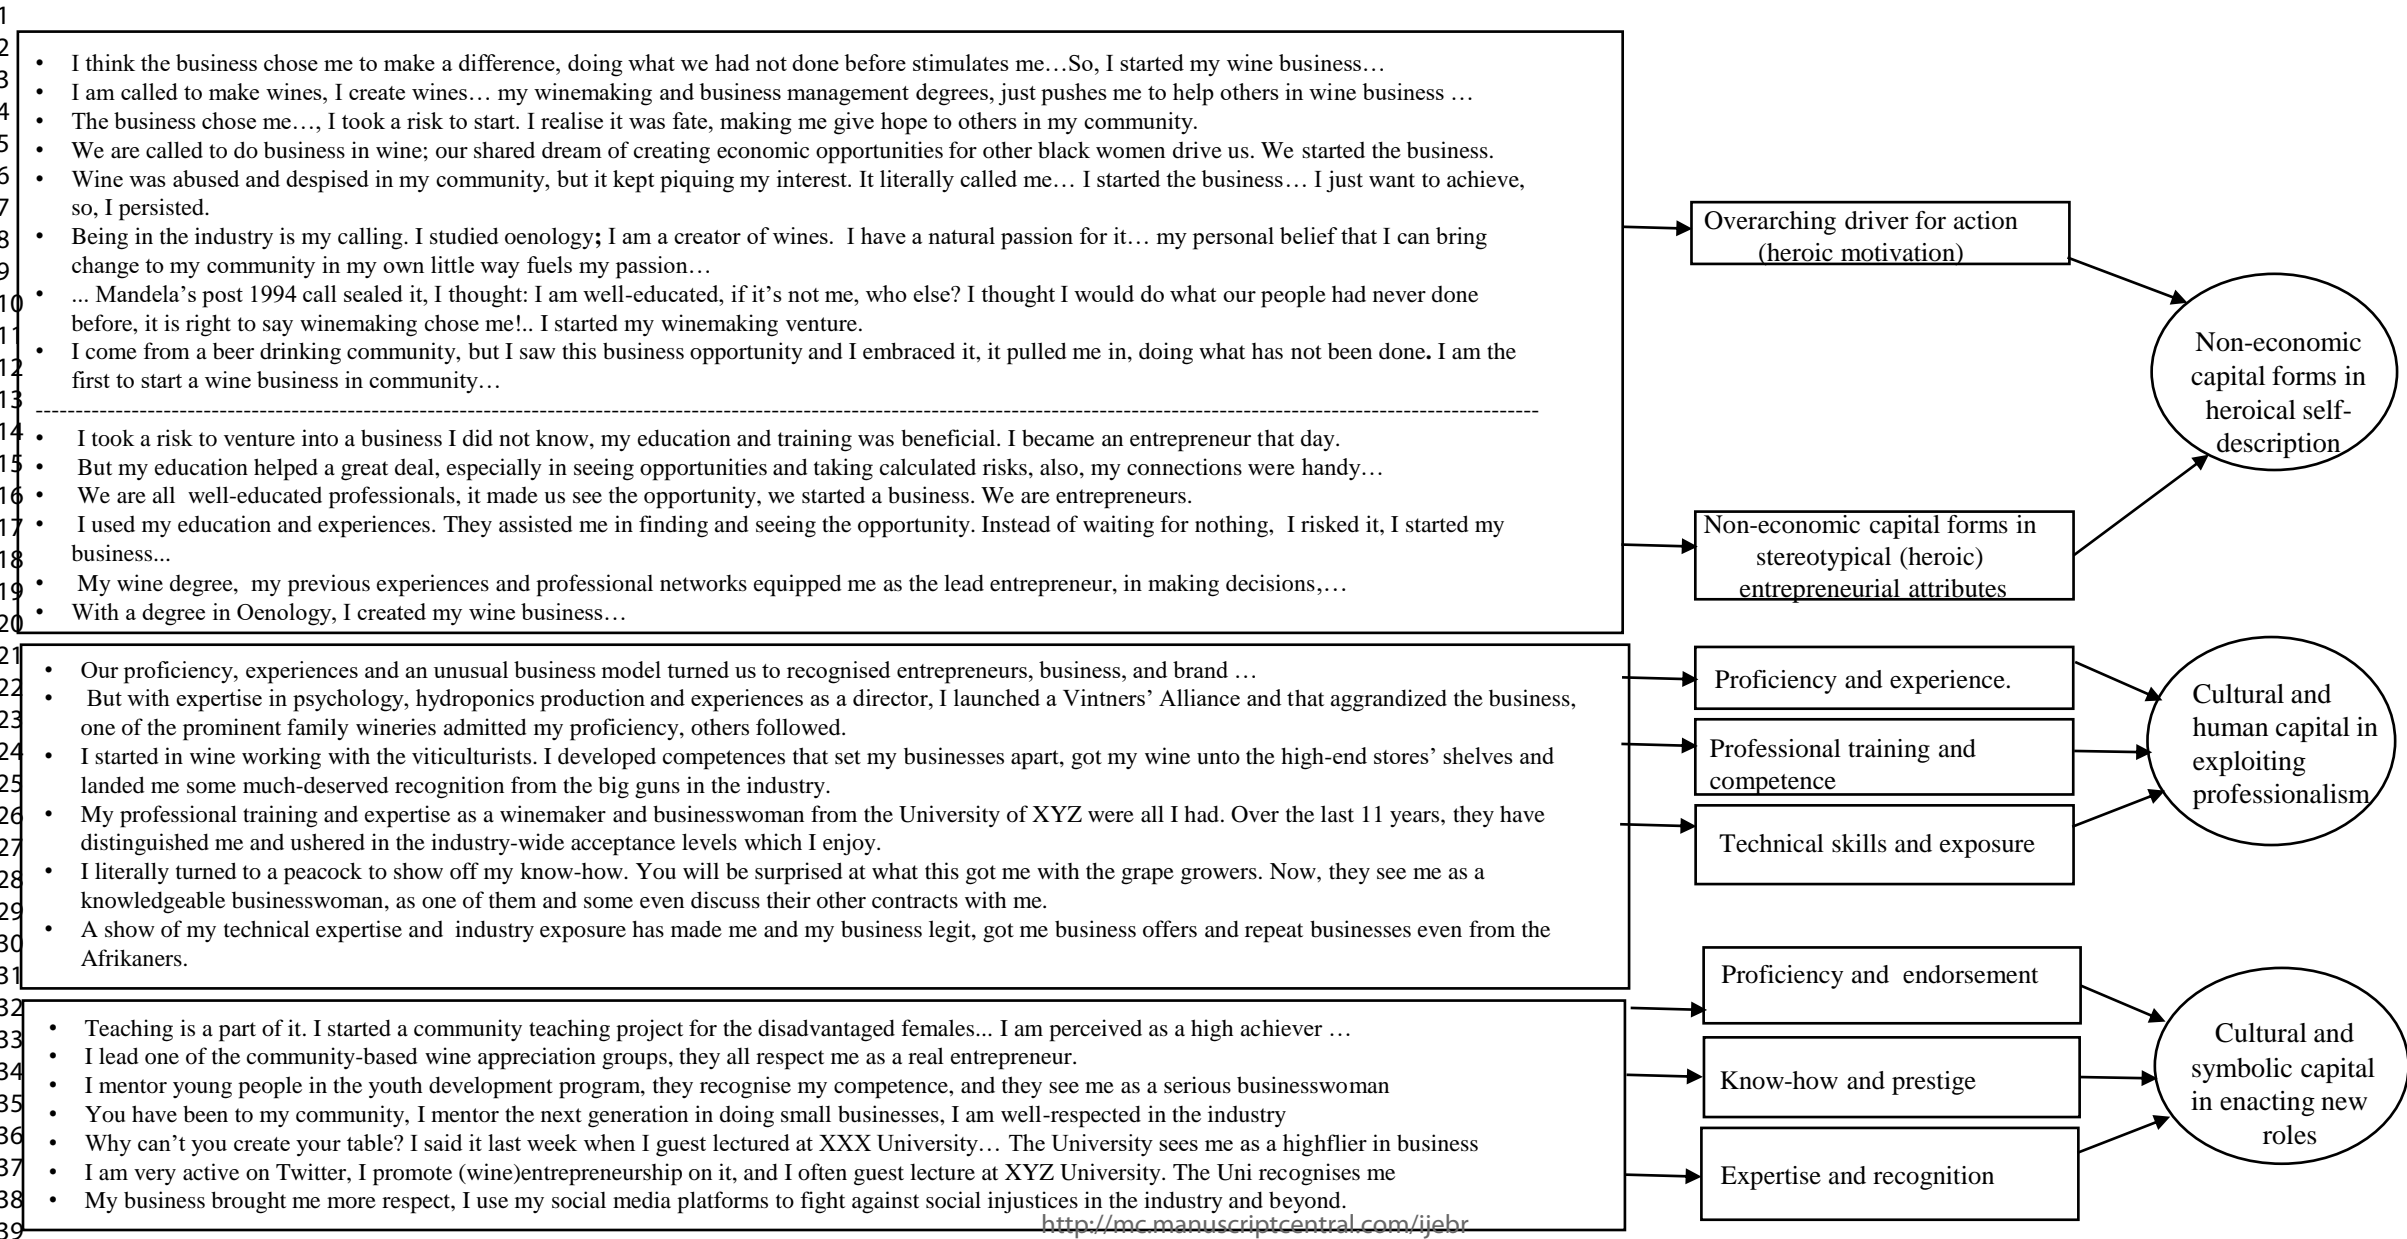 1
2
3
4
5
6
7
8
9
10
11
12
13
14
15
16
17
18
19
20
21
22
23
24
25
26
27
28
29
30
31
32
33
34
35
36
37
38
39
• I think the business chose me to make a difference, doing what we had not done before stimulates me…So, I started my wine business…
• I am called to make wines, I create wines… my winemaking and business management degrees, just pushes me to help others in wine business …
• The business chose me…, I took a risk to start. I realise it was fate, making me give hope to others in my community.
• We are called to do business in wine; our shared dream of creating economic opportunities for other black women drive us. We started the business.
• Wine was abused and despised in my community, but it kept piquing my interest. It literally called me… I started the business… I just want to achieve,
so, I persisted.
• Being in the industry is my calling. I studied oenology; I am a creator of wines. I have a natural passion for it… my personal belief that I can bring
change to my community in my own little way fuels my passion…
• ... Mandela’s post 1994 call sealed it, I thought: I am well-educated, if it’s not me, who else? I thought I would do what our people had never done
before, it is right to say winemaking chose me!.. I started my winemaking venture.
• I come from a beer drinking community, but I saw this business opportunity and I embraced it, it pulled me in, doing what has not been done. I am the
first to start a wine business in community…
• I took a risk to venture into a business I did not know, my education and training was beneficial. I became an entrepreneur that day.
• But my education helped a great deal, especially in seeing opportunities and taking calculated risks, also, my connections were handy…
• We are all well-educated professionals, it made us see the opportunity, we started a business. We are entrepreneurs.
• I used my education and experiences. They assisted me in finding and seeing the opportunity. Instead of waiting for nothing, I risked it, I started my
business...
• My wine degree, my previous experiences and professional networks equipped me as the lead entrepreneur, in making decisions,…
• With a degree in Oenology, I created my wine business…
Overarching driver for action
(heroic motivation)
Non-economic capital forms in
stereotypical (heroic)
entrepreneurial attributes
Non-economic
capital forms in
heroical self-
description
• Our proficiency, experiences and an unusual business model turned us to recognised entrepreneurs, business, and brand …
• But with expertise in psychology, hydroponics production and experiences as a director, I launched a Vintners’ Alliance and that aggrandized the business,
one of the prominent family wineries admitted my proficiency, others followed.
• I started in wine working with the viticulturists. I developed competences that set my businesses apart, got my wine unto the high-end stores’ shelves and
landed me some much-deserved recognition from the big guns in the industry.
• My professional training and expertise as a winemaker and businesswoman from the University of XYZ were all I had. Over the last 11 years, they have
distinguished me and ushered in the industry-wide acceptance levels which I enjoy.
• I literally turned to a peacock to show off my know-how. You will be surprised at what this got me with the grape growers. Now, they see me as a
knowledgeable businesswoman, as one of them and some even discuss their other contracts with me.
• A show of my technical expertise and industry exposure has made me and my business legit, got me business offers and repeat businesses even from the
Afrikaners.
Proficiency and experience.
Professional training and
competence
Technical skills and exposure
Cultural and
human capital in
exploiting
professionalism
• Teaching is a part of it. I started a community teaching project for the disadvantaged females... I am perceived as a high achiever …
• I lead one of the community-based wine appreciation groups, they all respect me as a real entrepreneur.
• I mentor young people in the youth development program, they recognise my competence, and they see me as a serious businesswoman
• You have been to my community, I mentor the next generation in doing small businesses, I am well-respected in the industry
• Why can’t you create your table? I said it last week when I guest lectured at XXX University… The University sees me as a highflier in business
• I am very active on Twitter, I promote (wine)entrepreneurship on it, and I often guest lecture at XYZ University. The Uni recognises me
• My business brought me more respect, I use my social media platforms to fight against social injustices in the industry and beyond.
Proficiency and endorsement
Know-how and prestige
Expertise and recognition
Cultural and
symbolic capital
in enacting new
roles
http://mc.manuscriptcentral.com/ijebr